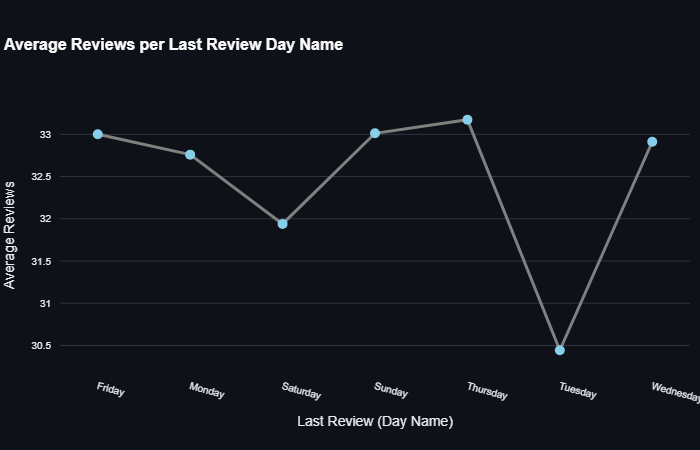 Average Reviews per Last Review Day Name
33
32.5
32
31.5
31
30.5
Average Reviews
Friday
Monday
Saturday
Sunday
Thursday
Tuesday
Wednesday
Last Review (Day Name)